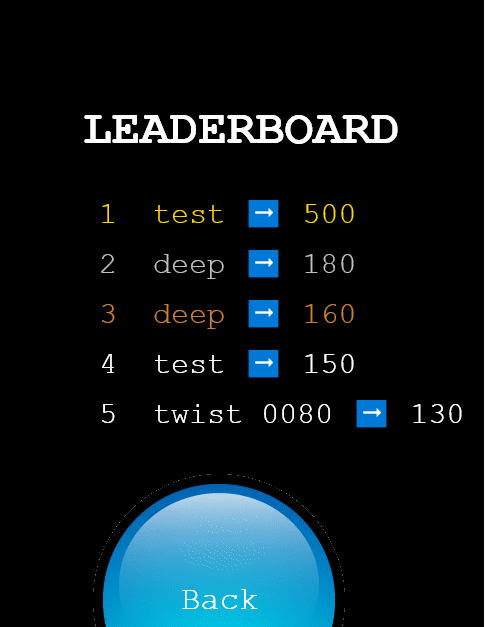 LEADERBOARD
1 test ➡ 500
2 deep ➡ 180
3 deep ➡ 160
4 test ➡ 150
5 twist 0080 ➡ 130
Back